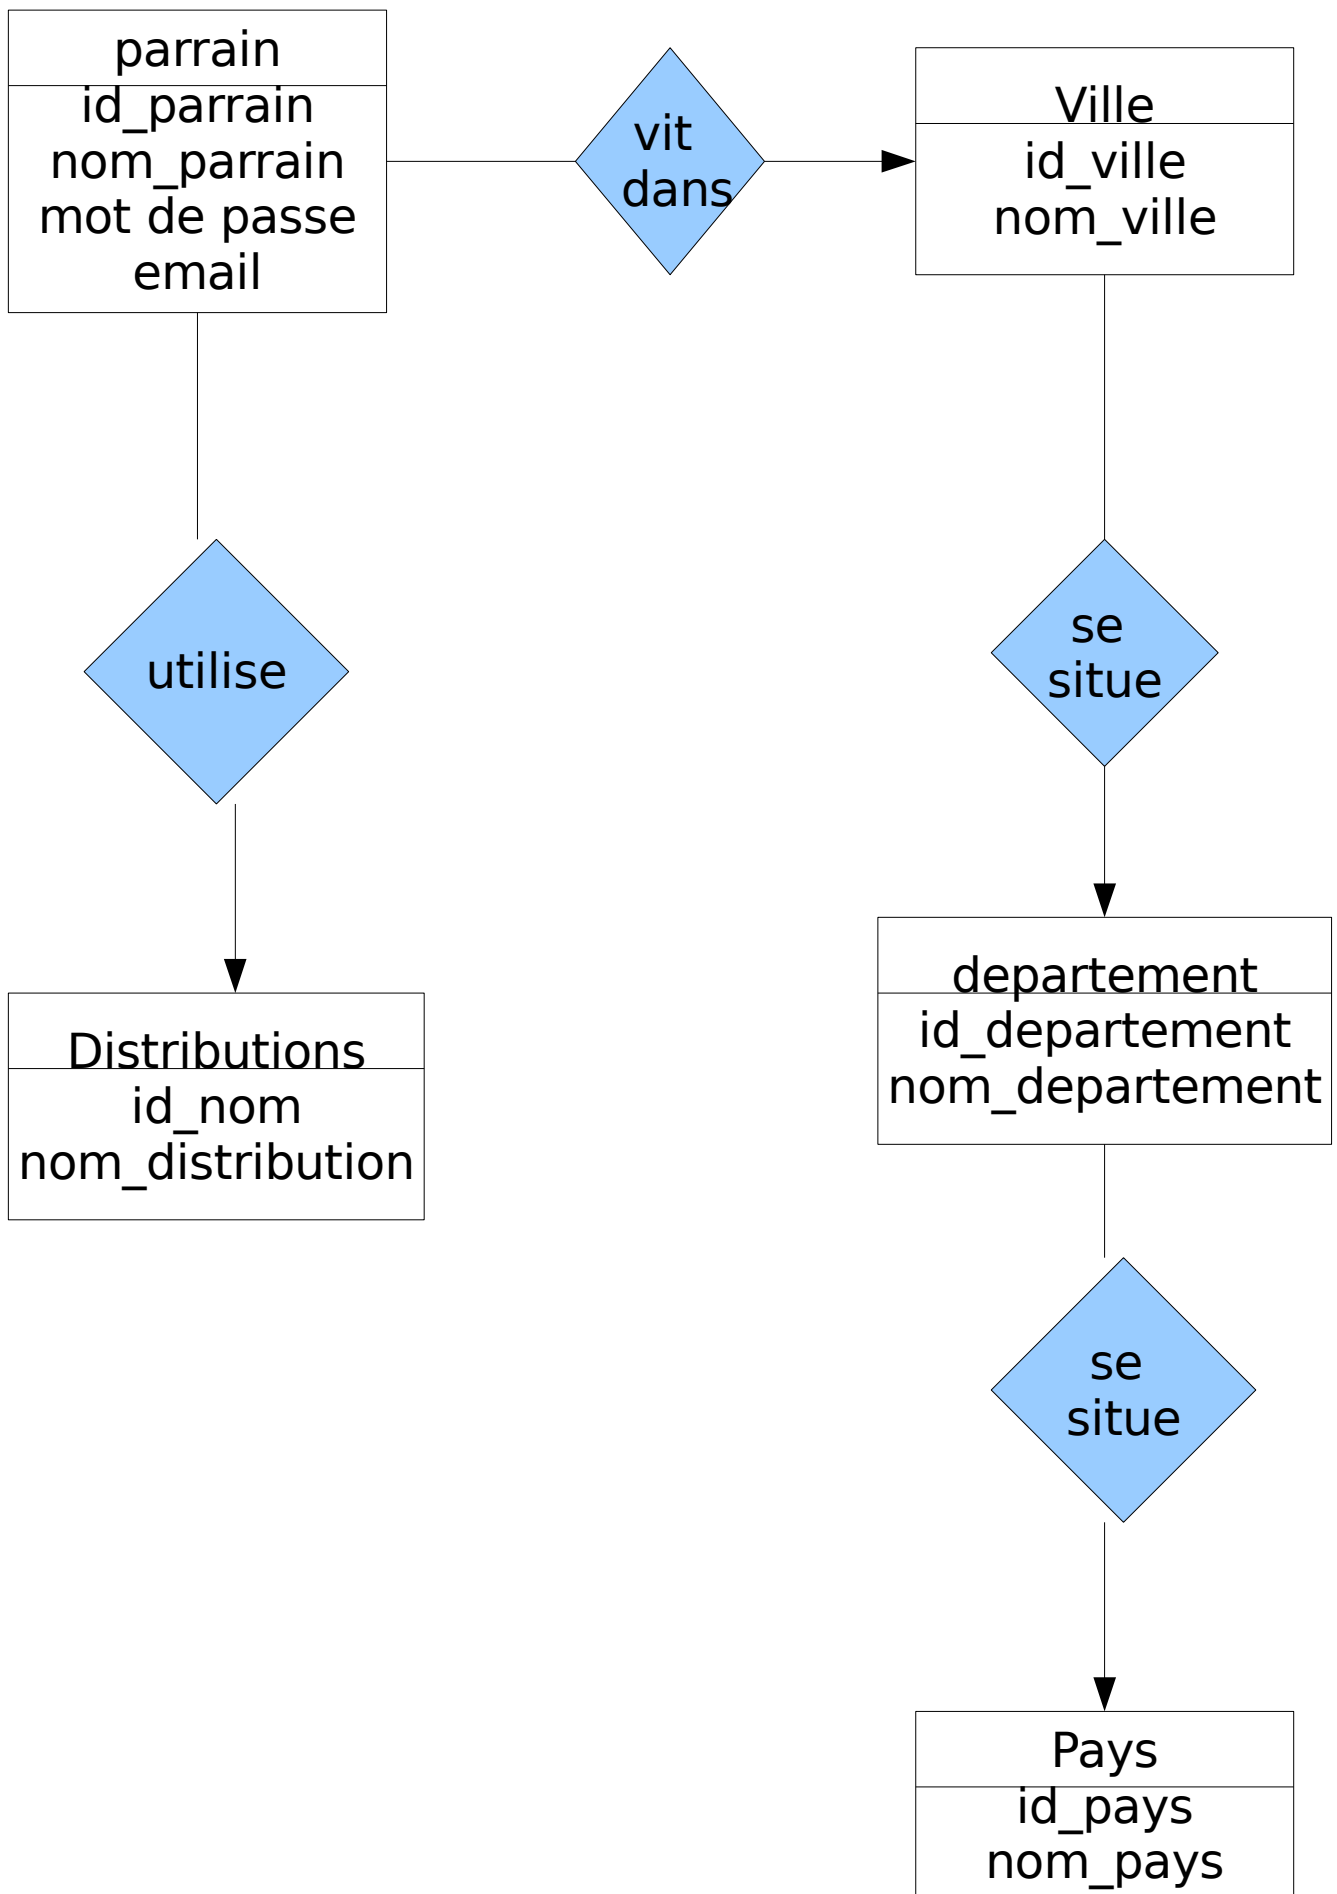 parrain
id_parrain
nom_parrain
mot de passe
email
vit
dans
Ville
id_ville
nom_ville
utilise
se
situe
Distributions
id_nom
nom_distribution
departement
id_departement
nom_departement
se
situe
Pays
id_pays
nom_pays